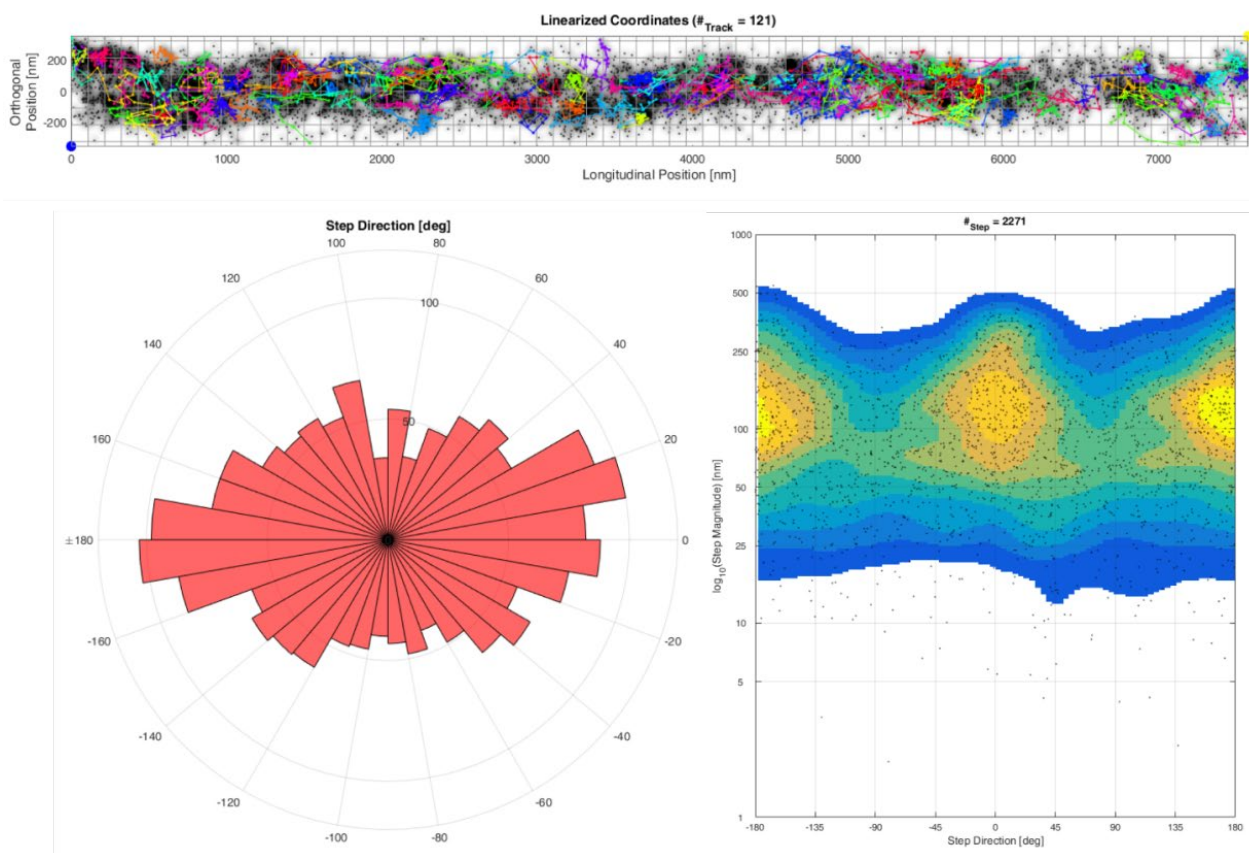 Linearized Coordinates (#Track = 121)
Orthogonal
Position [nm]
200
0
-200
0 1000 2000 3000 4000 5000 6000 7000
Longitudinal Position [nm]
Step Direction [deg]
100 80
120 60
100
140 40
50
160 20
±180 0
-160 -20
-140 -40
-120 -60
-100 -80
#Step = 2271
log10(Step Magnitude) [nm]
1000
500
250
100
50
25
10
5
1
-180 -135 -90 -45 0 45 90 135 180
Step Direction [deg]